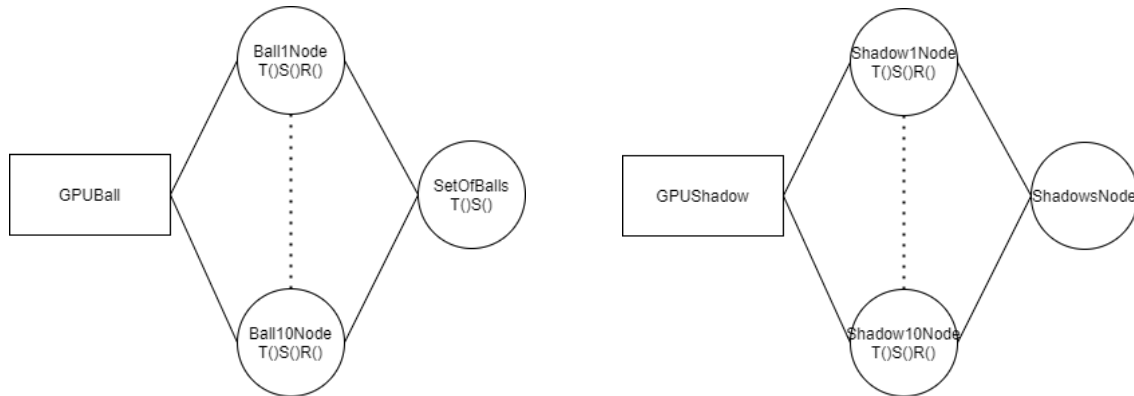 Ball1Node
T()S()R()
GPUBall
SetOfBalls
T()S()
Ball10Node
T()S()R()
Shadow1Node
T()S()R()
GPUShadow
ShadowsNode
Shadow10Node
T()S()R()